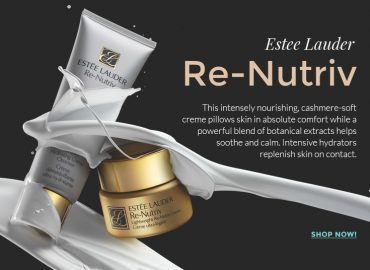 Estee Lauder
Re-Nutriv
This intensely nourishing, cashmere-soft
creme pillows skin in absolute comfort while a
powerful blend of botanical extracts helps
soothe and calm. Intensive hydrators
replenish skin on contact.
SHOP NOW!
ESTĒE LAUDER
Re-Nutriv
ESTĒE LAUDER
Re-Nutriv